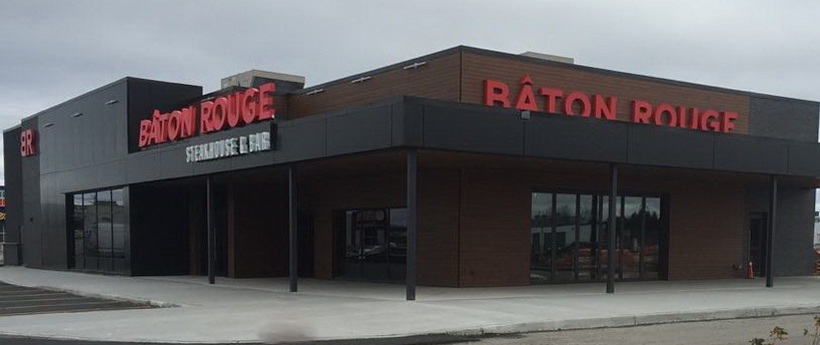 BR
BÂTON ROUGE
STEAKHOUSE & BAR
BÂTON ROUGE